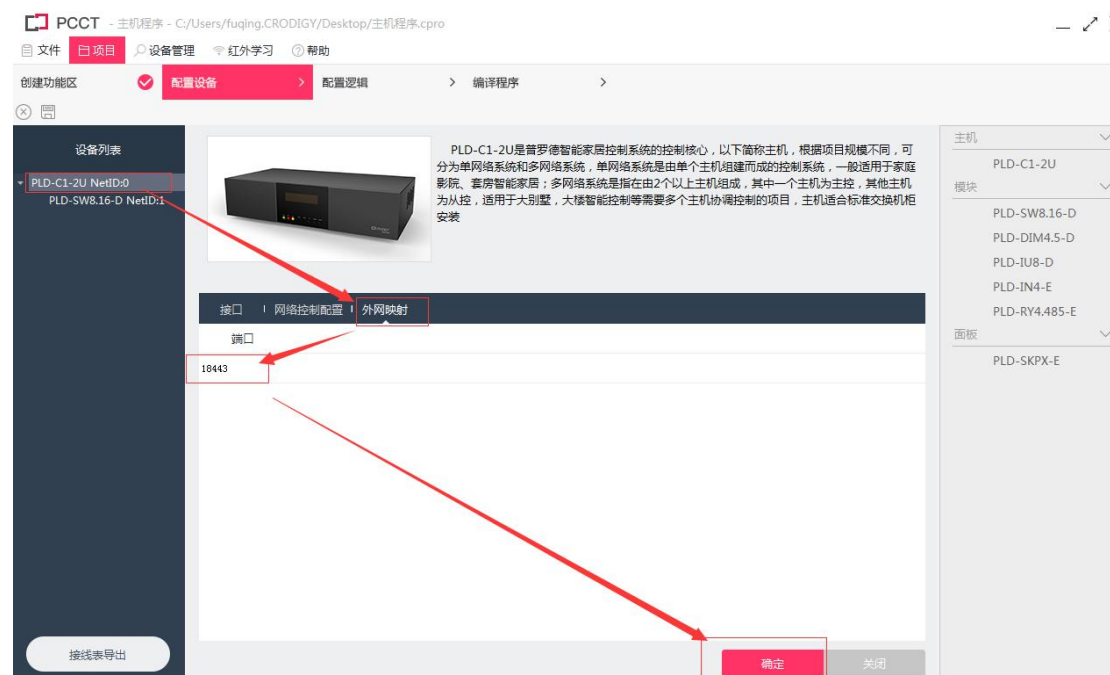 PCCT - 主机程序 - C:/Users/fuqing.CRODIGY/Desktop/主机程序.cpro
文件 项目 设备管理 红外学习 帮助
创建功能区 配置设备 > 配置逻辑 > 编译程序 >
设备列表
PLD-C1-2U NetID:0
PLD-SW8.16-D NetID:1
接线表导出
PLD-C1-2U是普罗德智能家居控制系统的控制核心，以下简称主机，根据项目规模不同，可
分为单网络系统和多网络系统，单网络系统是由单个主机组建而成的控制系统，一般适用于家庭
影院、套房智能家居；多网络系统是指在由2个以上主机组成，其中一个主机为主控，其他主机
为从控，适用于大别墅，大楼智能控制等需要多个主机协调控制的项目，主机适合标准交换机柜
安装
接口 网络控制配置 外网映射
端口
18443
确定 关闭
主机
PLD-C1-2U
模块
PLD-SW8.16-D
PLD-DIM4.5-D
PLD-IU8-D
PLD-IN4-E
PLD-RY4.485-E
面板
PLD-SKPX-E